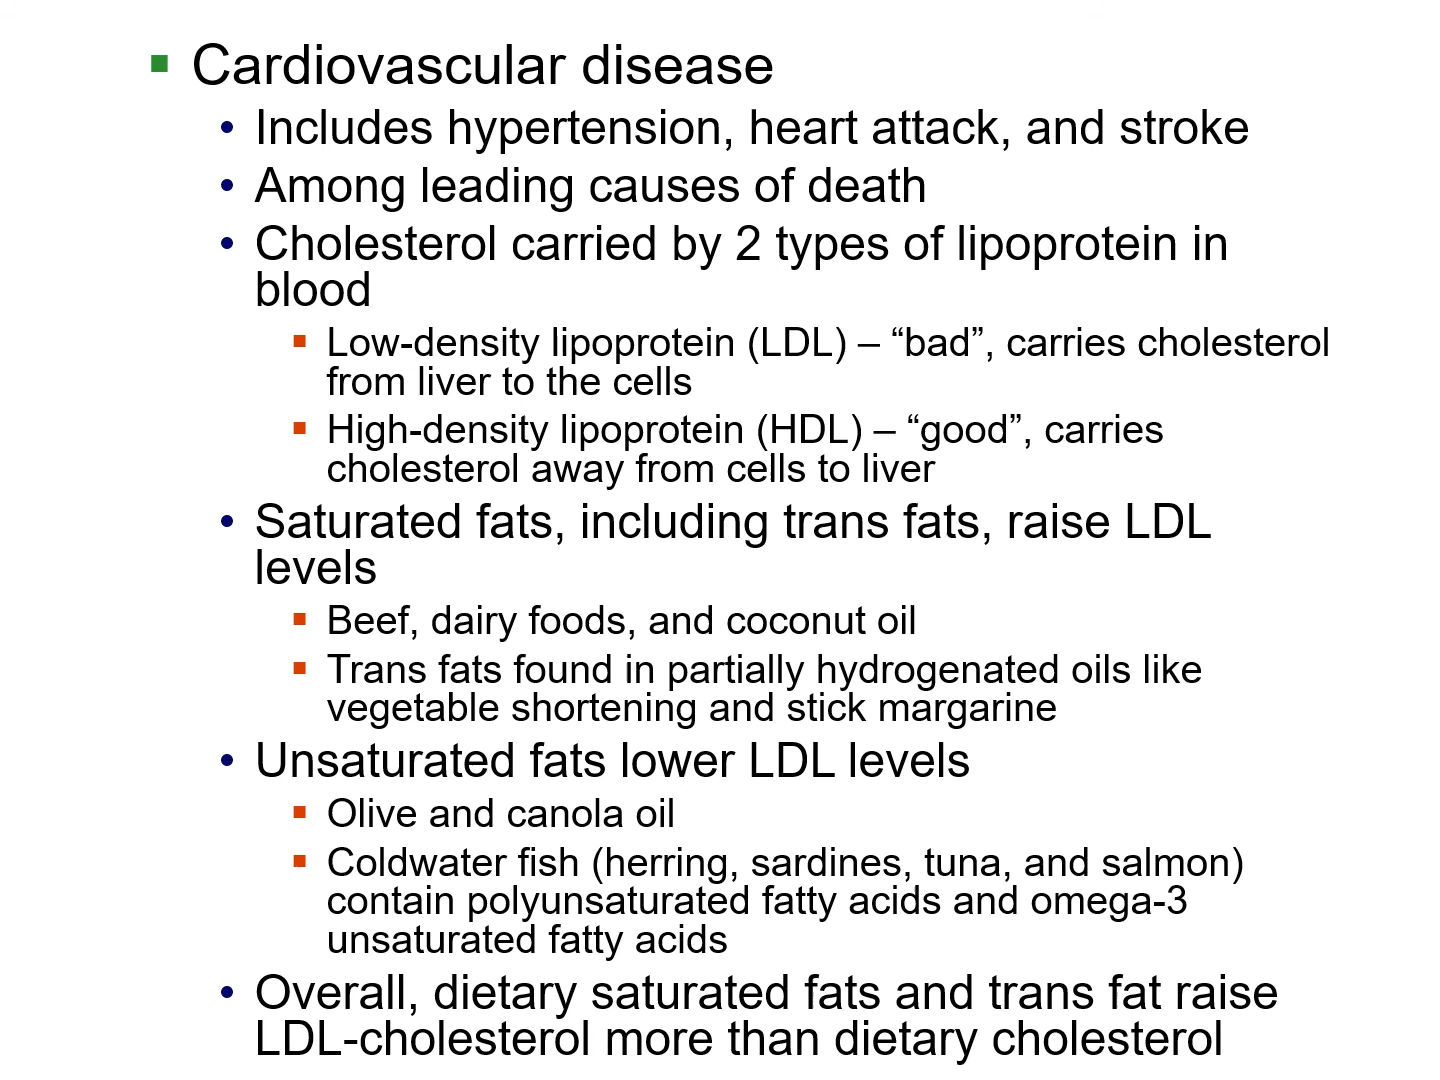 Cardiovascular disease
Includes hypertension, heart attack, and stroke
Among leading causes of death
Cholesterol carried by 2 types of lipoprotein in
blood
Low-density lipoprotein (LDL) – “bad”, carries cholesterol
from liver to the cells
High-density lipoprotein (HDL) – “good”, carries
cholesterol away from cells to liver
Saturated fats, including trans fats, raise LDL
levels
Beef, dairy foods, and coconut oil
Trans fats found in partially hydrogenated oils like
vegetable shortening and stick margarine
Unsaturated fats lower LDL levels
Olive and canola oil
Coldwater fish (herring, sardines, tuna, and salmon)
contain polyunsaturated fatty acids and omega-3
unsaturated fatty acids
Overall, dietary saturated fats and trans fat raise
LDL-cholesterol more than dietary cholesterol